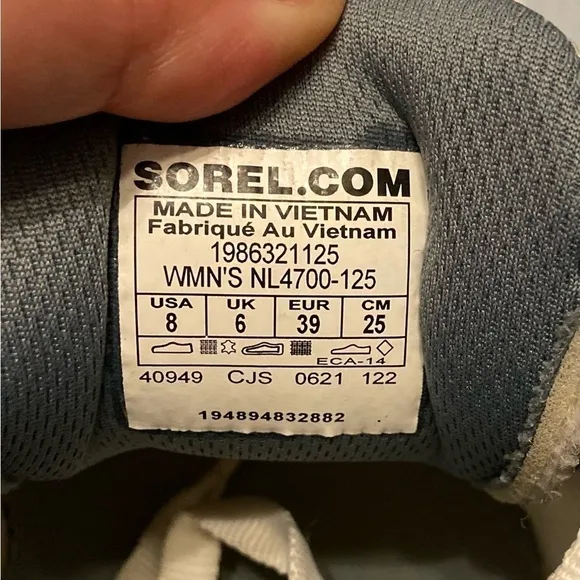 SOREL.COM
MADE IN VIETNAM
Fabriqué Au Vietnam
1986321125
WMN'S NL4700-125
USA UK EUR CM
8 6 39 25
ECA-14
40949 CJS 0621 122
194894832882